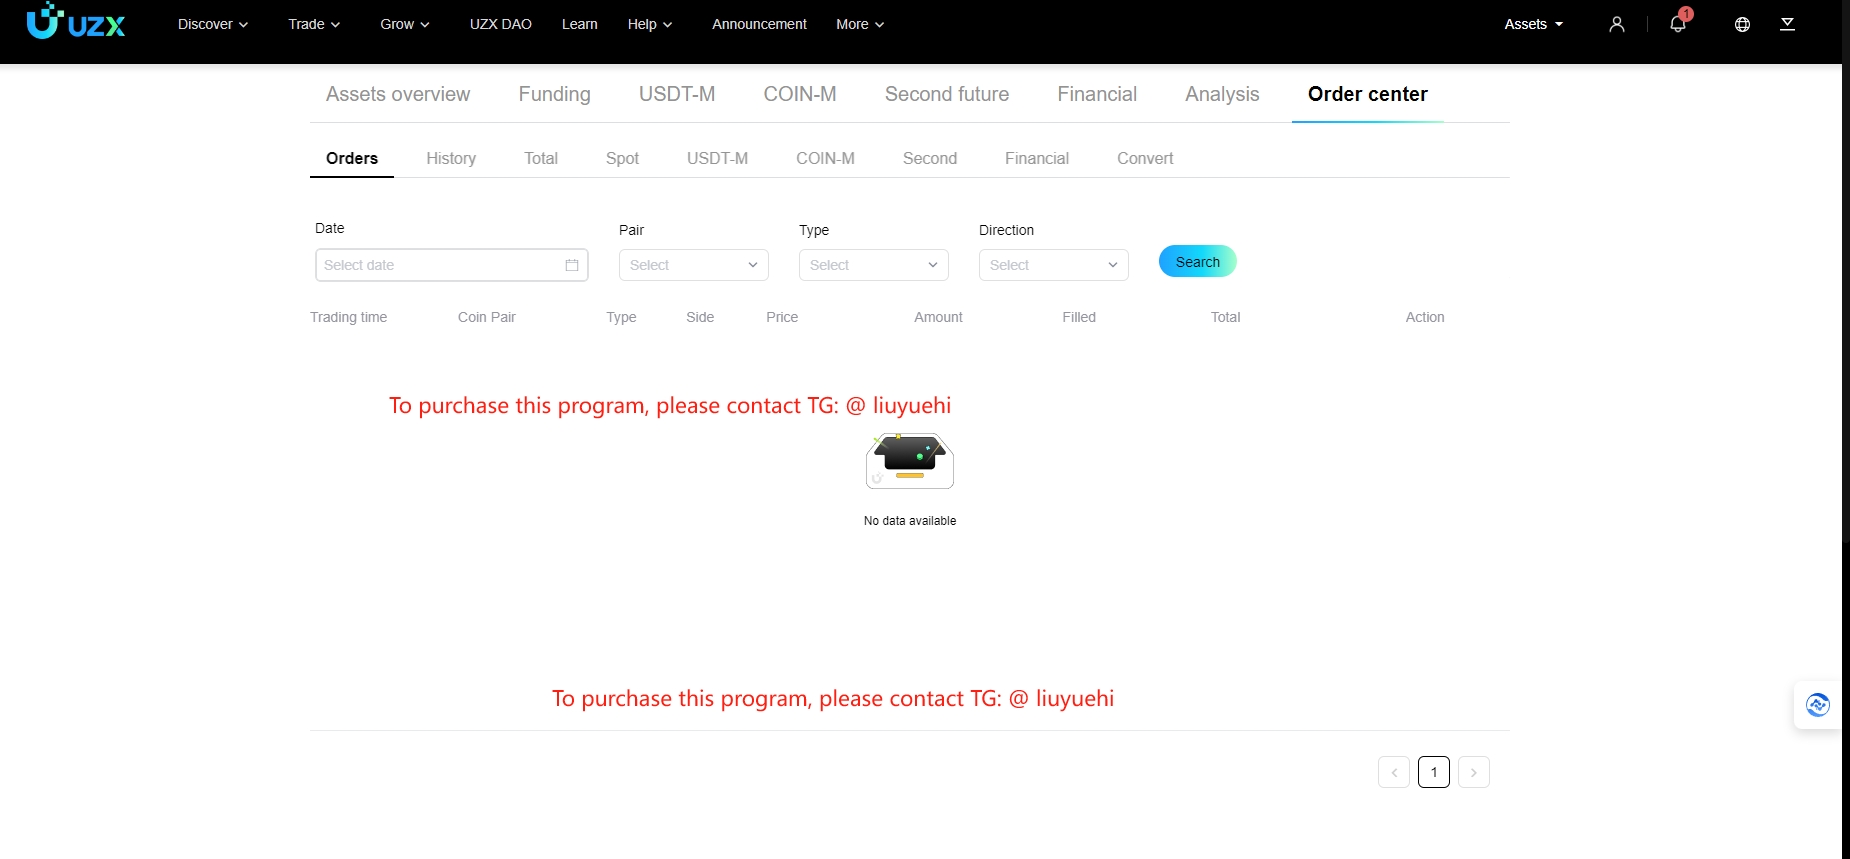 UZX Discover Trade Grow UZX DAO Learn Help Announcement More Assets 1
Assets overview Funding USDT-M COIN-M Second future Financial Analysis Order center
Orders History Total Spot USDT-M COIN-M Second Financial Convert
Date Pair Type Direction
Select date Select Select Select Search
Trading time Coin Pair Type Side Price Amount Filled Total Action
To purchase this program, please contact TG: @ liuyuehi
No data available
To purchase this program, please contact TG: @ liuyuehi
1